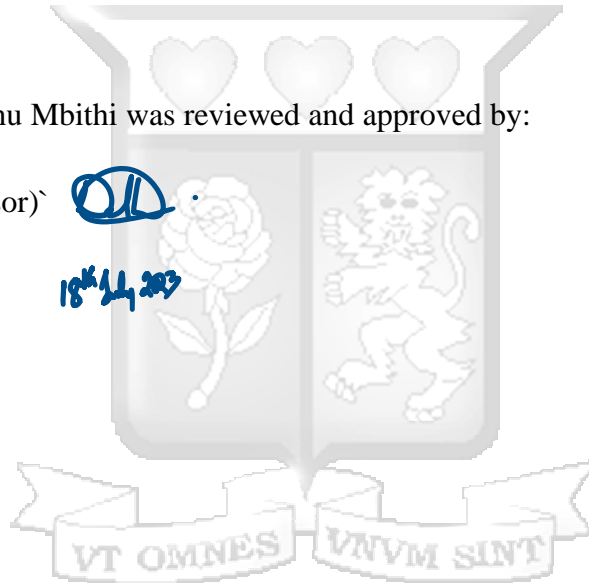 nu Mbithi was reviewed and approved by:
or)`
18th July 2023
VT OMNES VNVM SINT